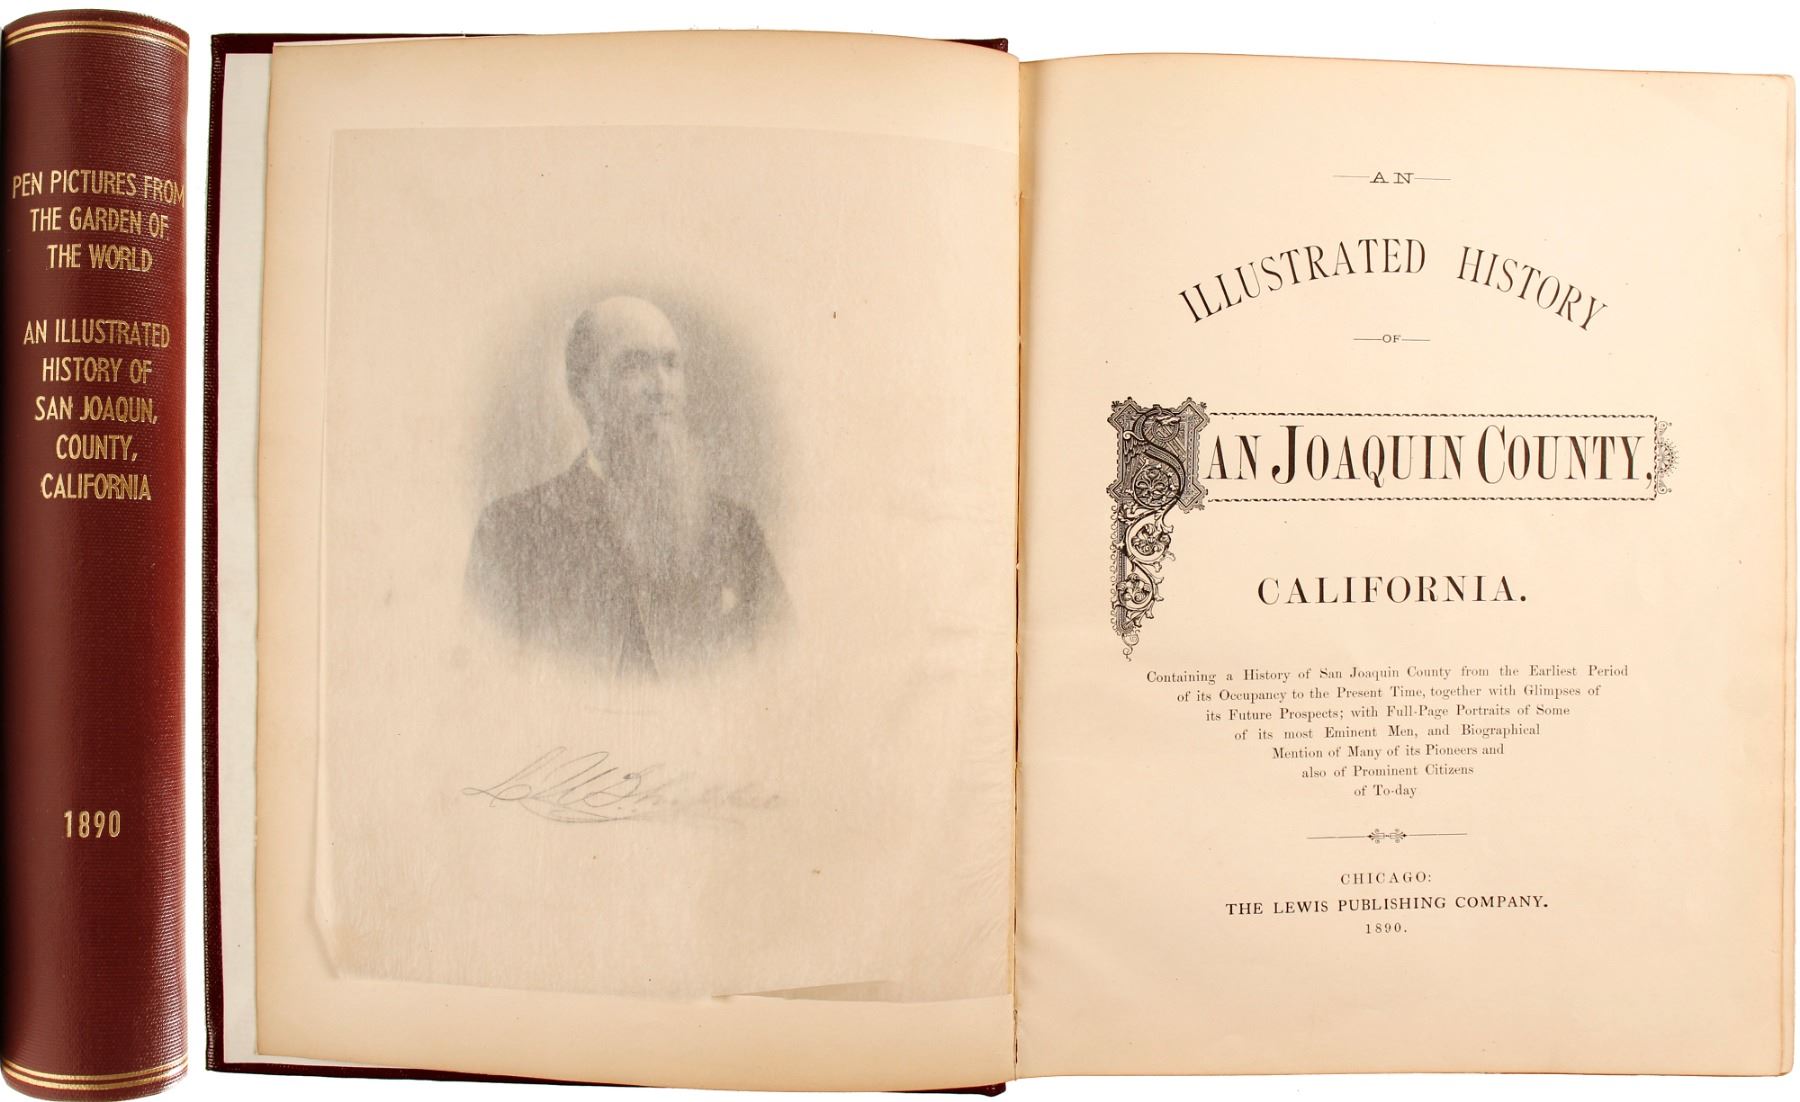 PEN PICTURES FROM
THE GARDEN OF
THE WORLD
AN ILLUSTRATED
HISTORY OF
SAN JOAQUN,
COUNTY,
CALIFORNIA
1890
AN
ILLUSTRATED HISTORY
OF
SAN JOAQUIN COUNTY,
CALIFORNIA.
Containing a History of San Joaquin County from the Earliest Period
of its Occupancy to the Present Time, together with Glimpses of
its Future Prospects; with Full-Page Portraits of Some
of its most Eminent Men, and Biographical
Mention of Many of its Pioneers and
also of Prominent Citizens
of To-day
CHICAGO:
THE LEWIS PUBLISHING COMPANY.
1890.